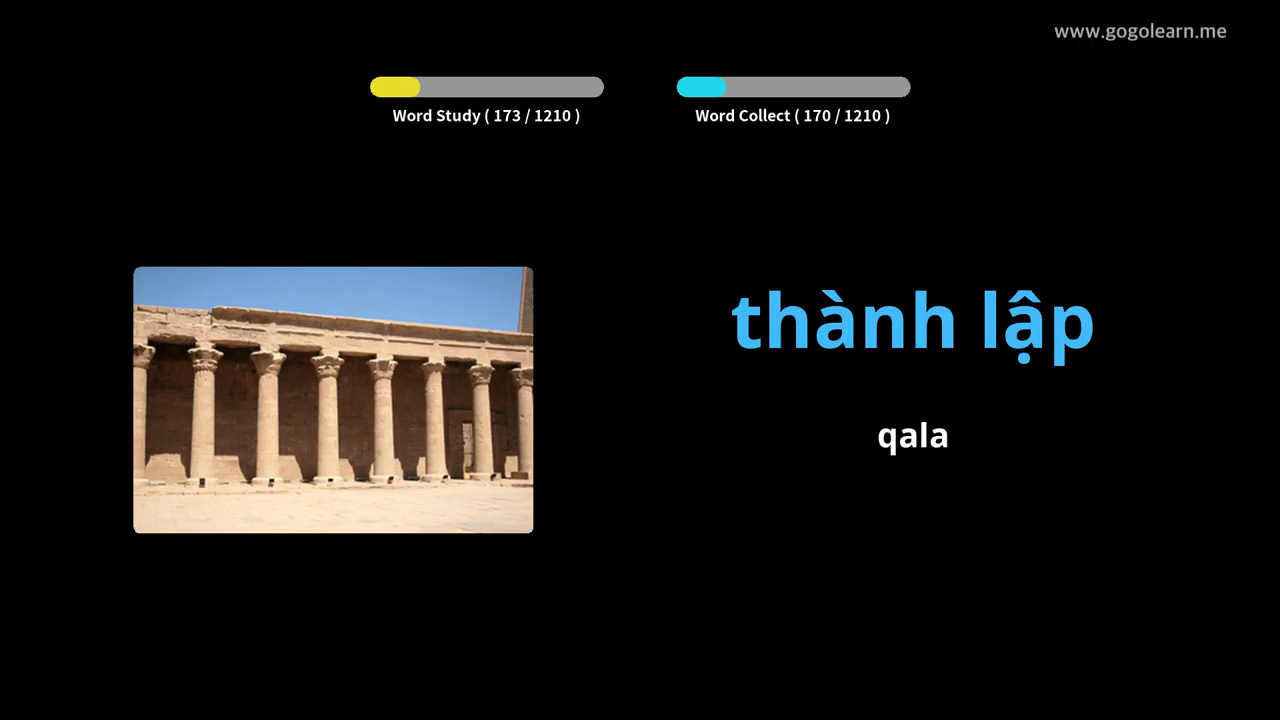 www.gogolearn.me
Word Study ( 173 / 1210 )
Word Collect ( 170 / 1210 )
thành lập
qala